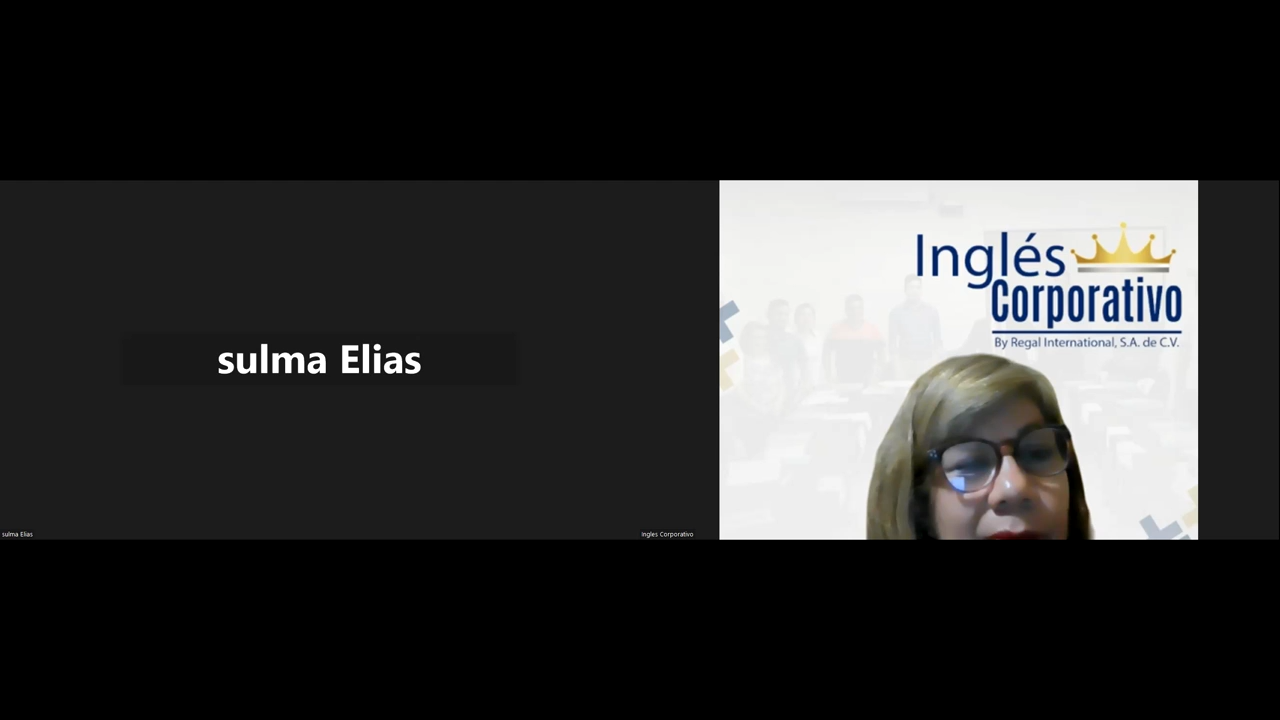 sulma Elias
Inglés
Corporativo
By Regal International, S.A. de C.V.
sulma Elias
Ingles Corporativo